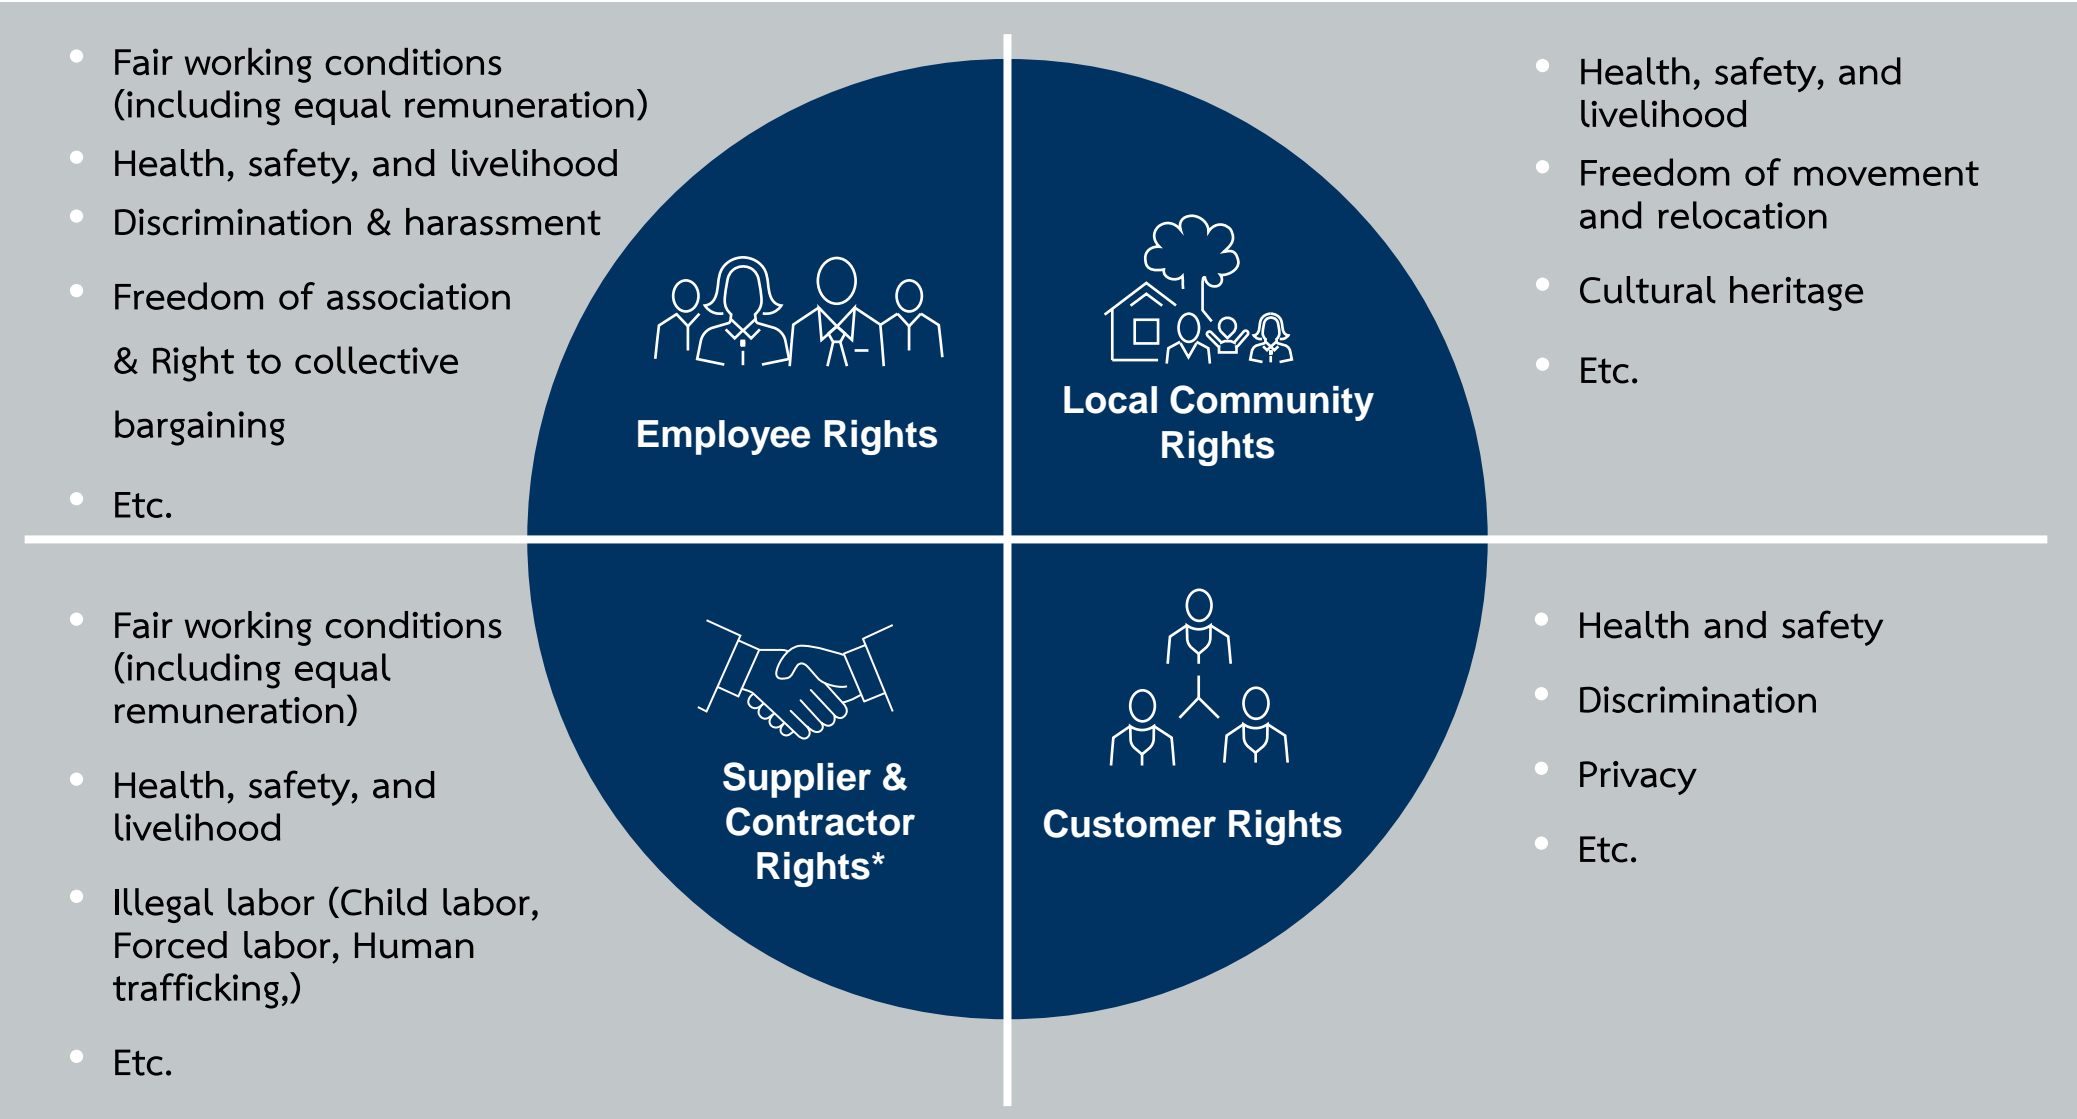 • Fair working conditions
(including equal remuneration)
• Health, safety, and livelihood
• Discrimination & harassment
• Freedom of association
& Right to collective
bargaining
• Etc.
Employee Rights
Local Community
Rights
• Health, safety, and
livelihood
• Freedom of movement
and relocation
• Cultural heritage
• Etc.
• Fair working conditions
(including equal
remuneration)
• Health, safety, and
livelihood
• Illegal labor (Child labor,
Forced labor, Human
trafficking,)
• Etc.
Supplier &
Contractor
Rights*
Customer Rights
• Health and safety
• Discrimination
• Privacy
• Etc.